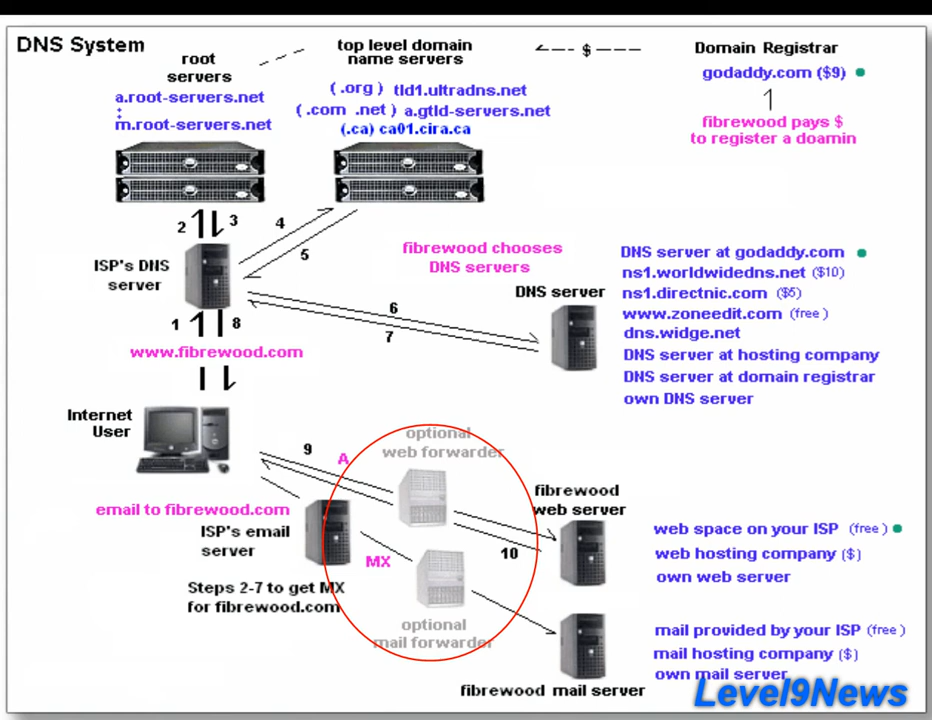 DNS System
root
servers
a.root-servers.net
m.root-servers.net
top level domain
name servers
(.org) tld1.ultradns.net
(.com .net) a.gtld-servers.net
(.ca) ca01.cira.ca
$
Domain Registrar
godaddy.com ($9)
fibrewood pays $
to register a doamin
2
3
4
5
ISP's DNS
server
fibrewood chooses
DNS servers
DNS server
6
7
DNS server at godaddy.com
ns1.worldwidedns.net ($10)
ns1.directnic.com ($5)
www.zoneedit.com (free)
dns.widge.net
DNS server at hosting company
DNS server at domain registrar
own DNS server
1
8
www.fibrewood.com
Internet
User
optional
web forwarder
9
A
email to fibrewood.com
ISP's email
server
MX
10
Steps 2-7 to get MX
for fibrewood.com
optional
mail forwarder
fibrewood
web server
web space on your ISP (free)
web hosting company ($)
own web server
fibrewood mail server
mail provided by your ISP (free)
mail hosting company ($)
own mail server
Level9News